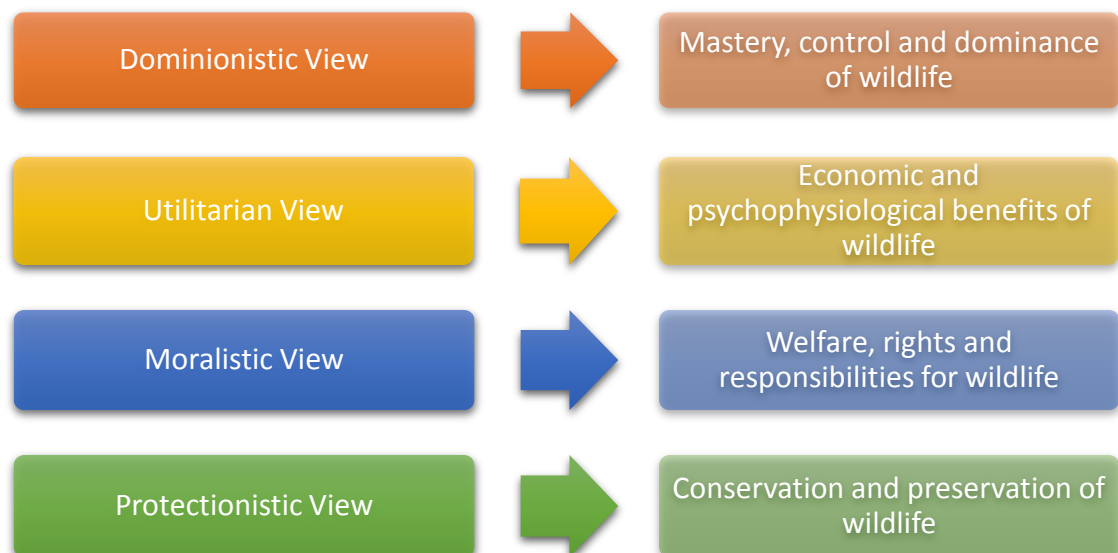 Dominionistic View
Mastery, control and dominance
of wildlife
Utilitarian View
Economic and
psychophysiological benefits of
wildlife
Moralistic View
Welfare, rights and
responsibilities for wildlife
Protectionistic View
Conservation and preservation of
wildlife